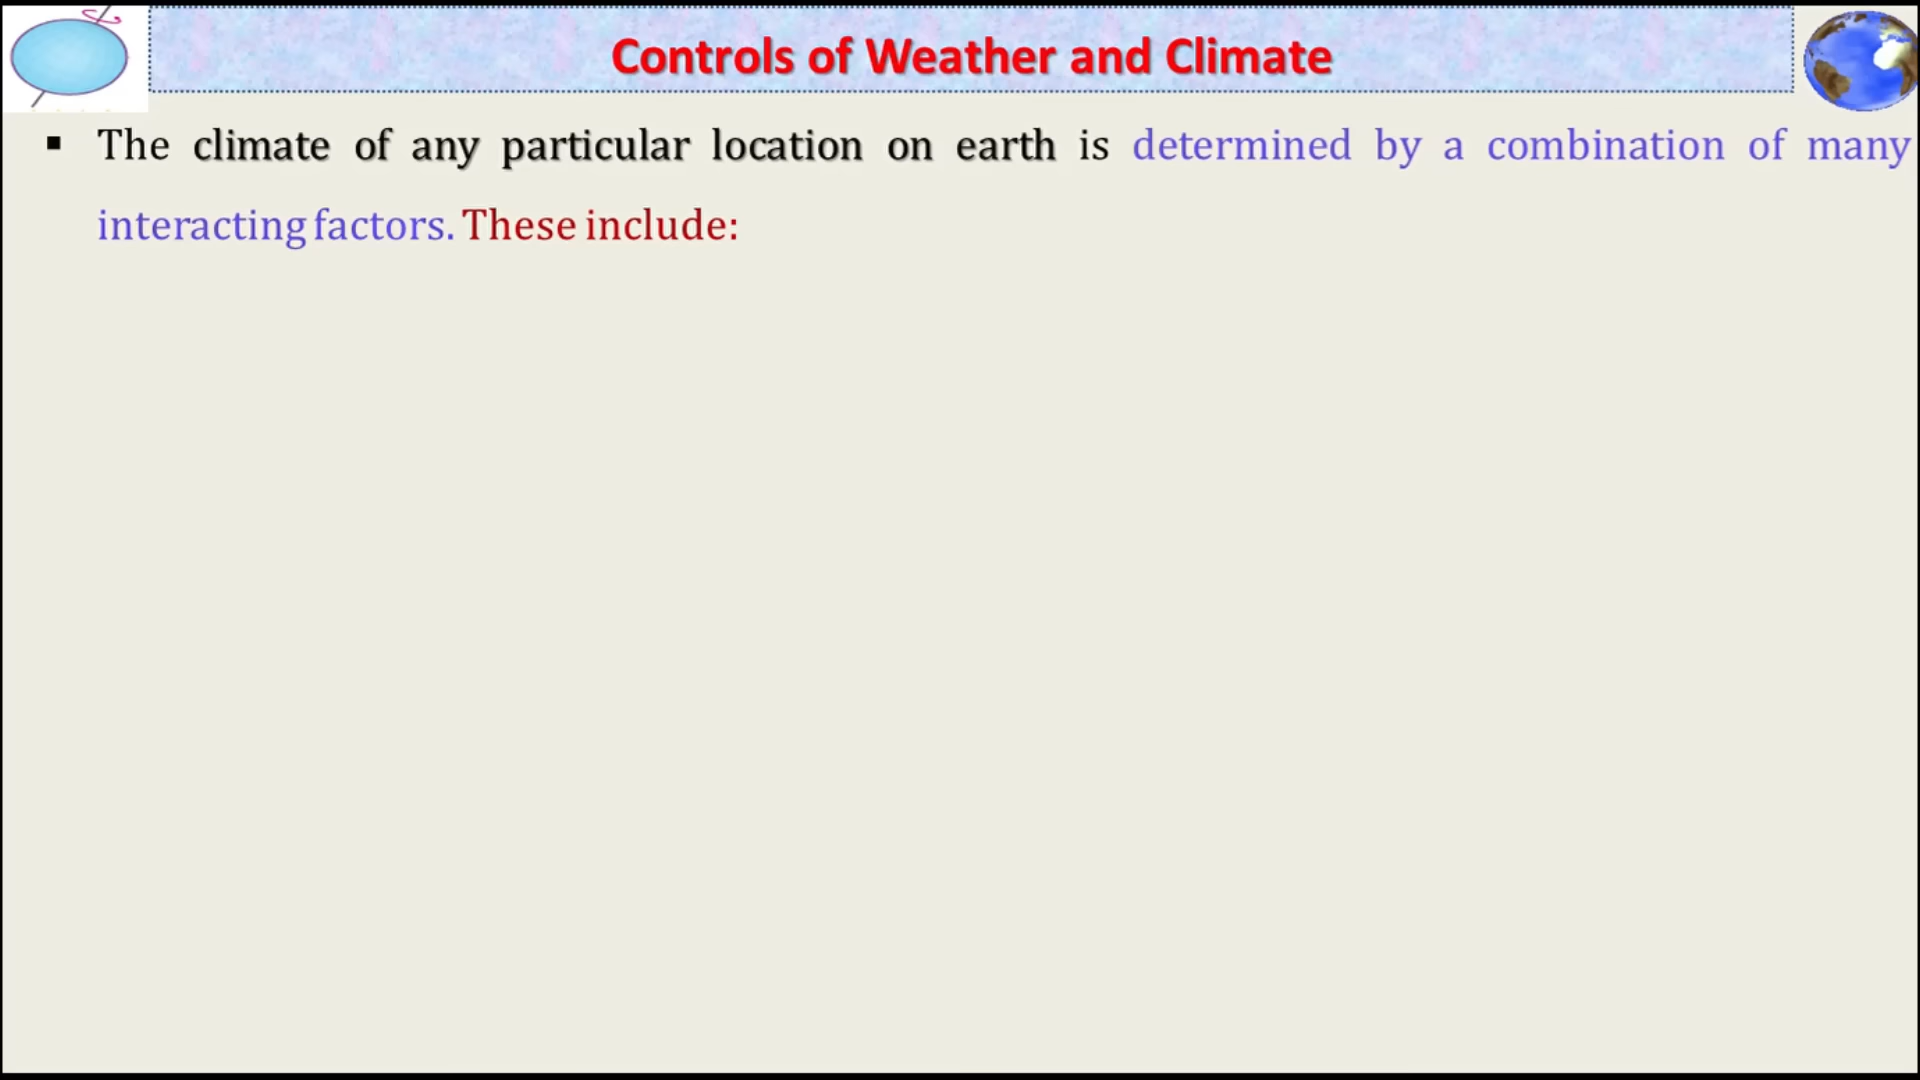 Controls of Weather and Climate
▪ The climate of any particular location on earth is determined by a combination of many
interacting factors. These include: